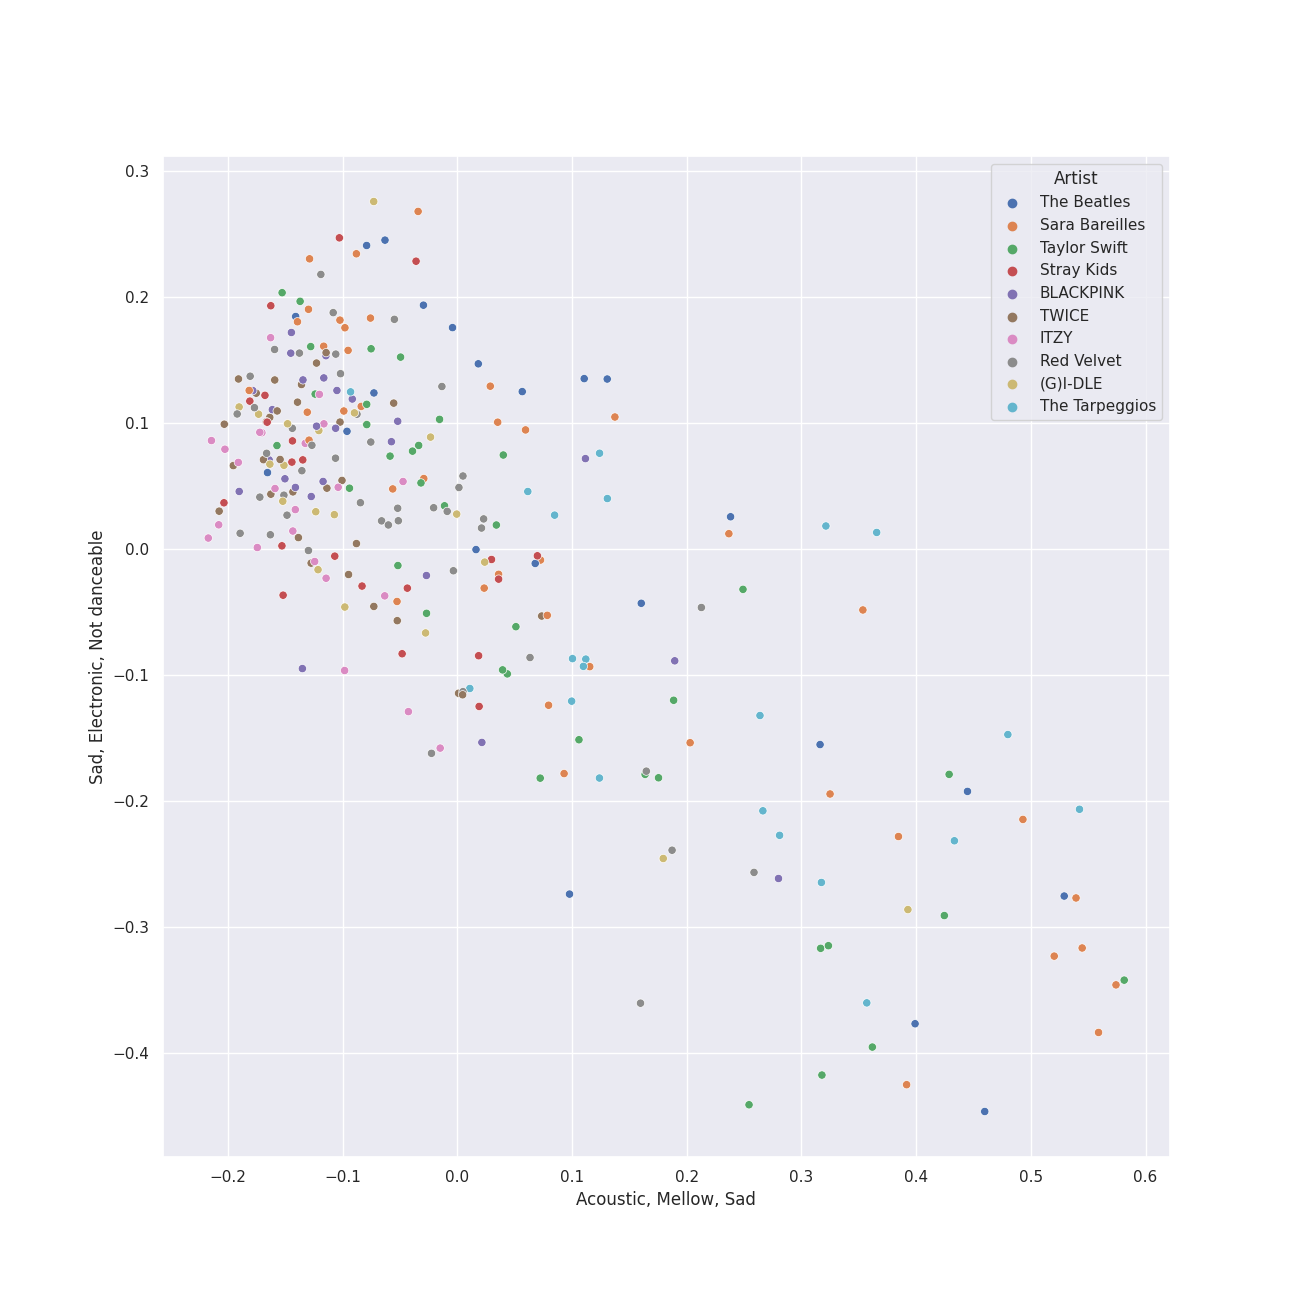 Artist
The Beatles
Sara Bareilles
Taylor Swift
Stray Kids
BLACKPINK
TWICE
ITZY
Red Velvet
(G)I-DLE
The Tarpeggios
0.3
0.2
0.1
0.0
−0.1
−0.2
−0.3
−0.4
Sad, Electronic, Not danceable
−0.2 −0.1 0.0 0.1 0.2 0.3 0.4 0.5 0.6
Acoustic, Mellow, Sad